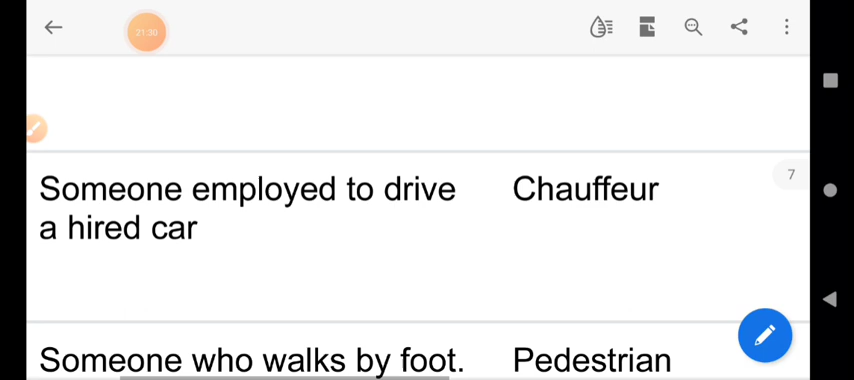 21:30
7
Someone employed to drive Chauffeur
a hired car
Someone who walks by foot. Pedestrian